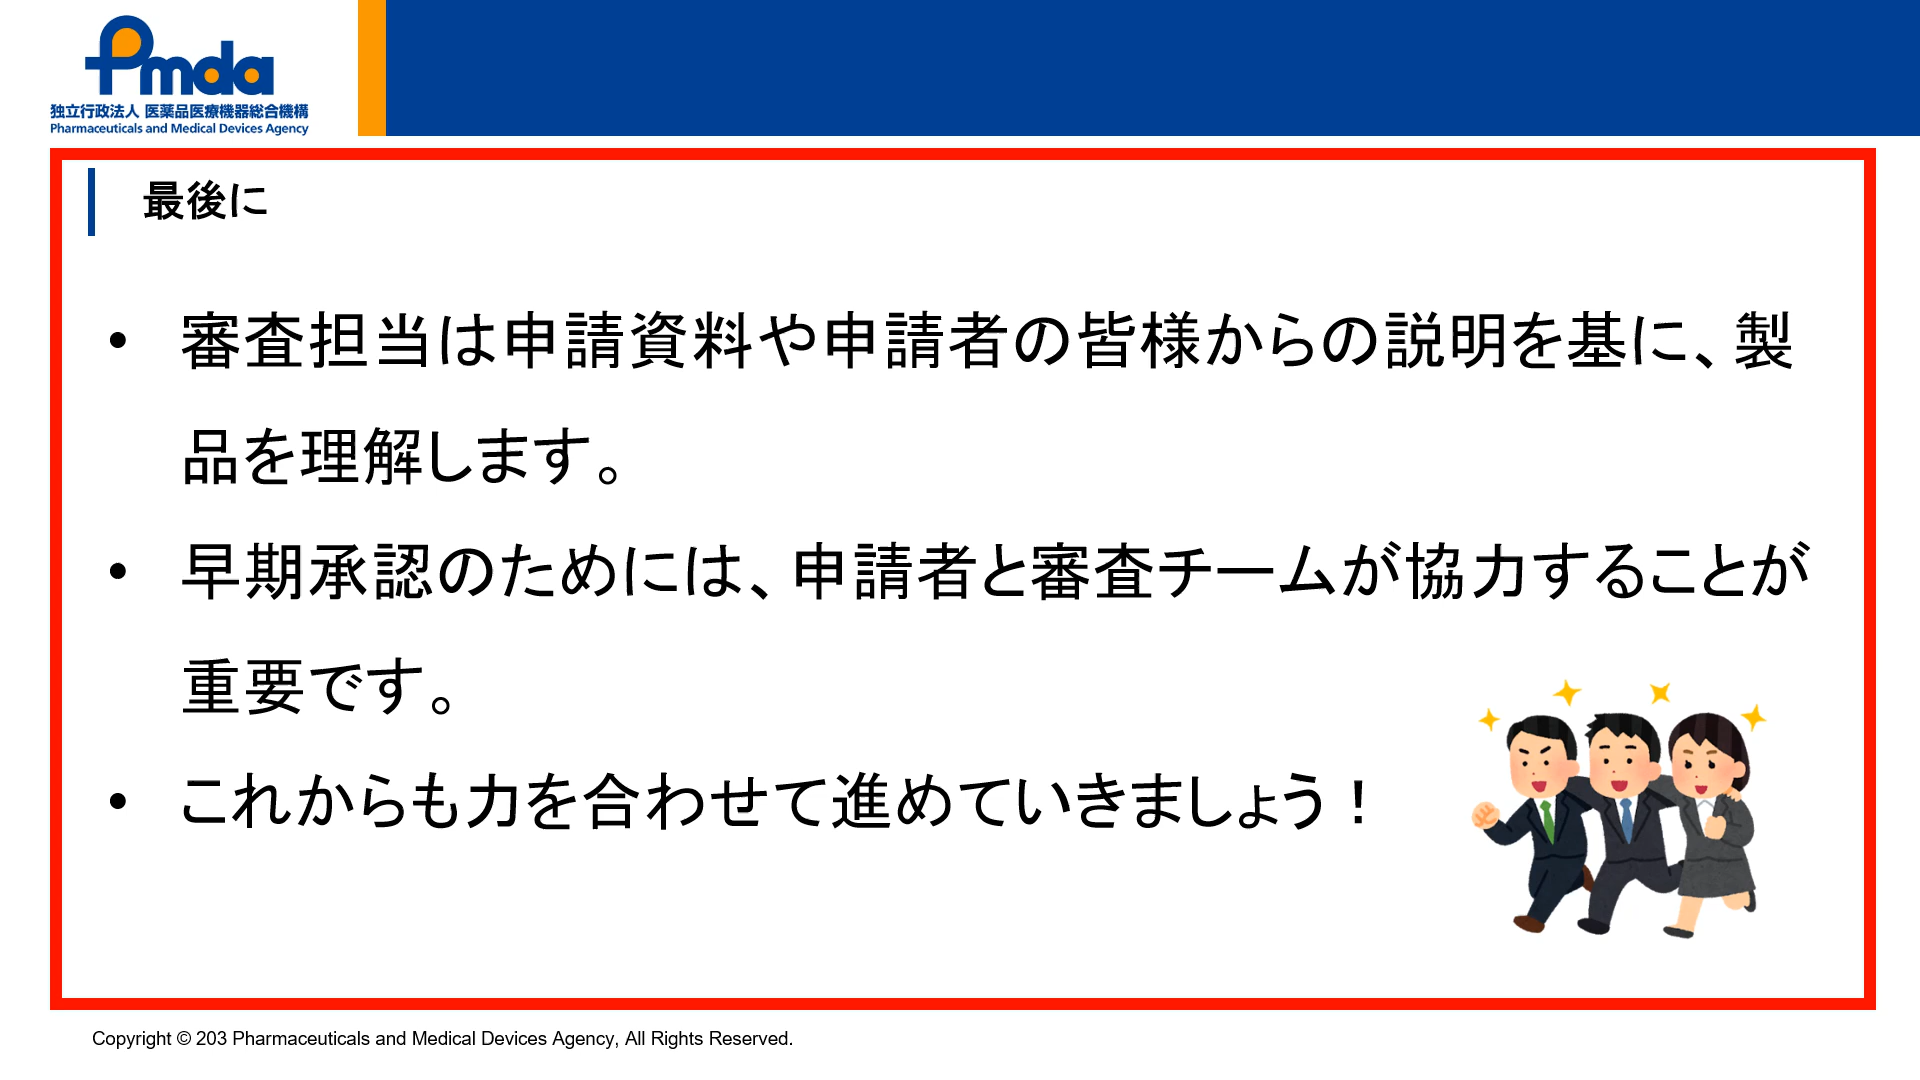 pmda
独立行政法人 医薬品医療機器総合機構
Pharmaceuticals and Medical Devices Agency
最後に
• 審査担当は申請資料や申請者の皆様からの説明を基に、製
品を理解します。
• 早期承認のためには、申請者と審査チームが協力することが
重要です。
• これからも力を合わせて進めていきましょう！
Copyright © 203 Pharmaceuticals and Medical Devices Agency, All Rights Reserved.